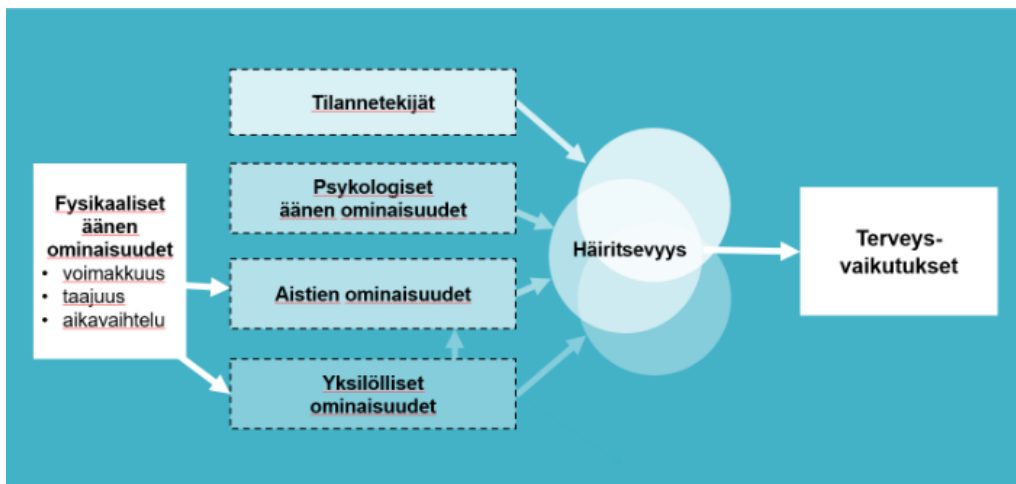 Fysikaaliset
äänen
ominaisuudet
• voimakkuus
• taajuus
• aikavaihtelu
Tilannetekijät
Psykologiset
äänen ominaisuudet
Aistien ominaisuudet
Yksilölliset
ominaisuudet
Häiritsevyys
Terveys-
vaikutukset